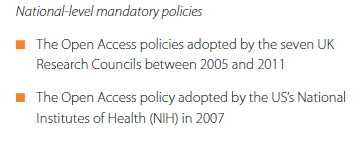 National-level mandatory policies
The Open Access policies adopted by the seven UK
Research Councils between 2005 and 2011
The Open Access policy adopted by the US's National
Institutes of Health (NIH) in 2007